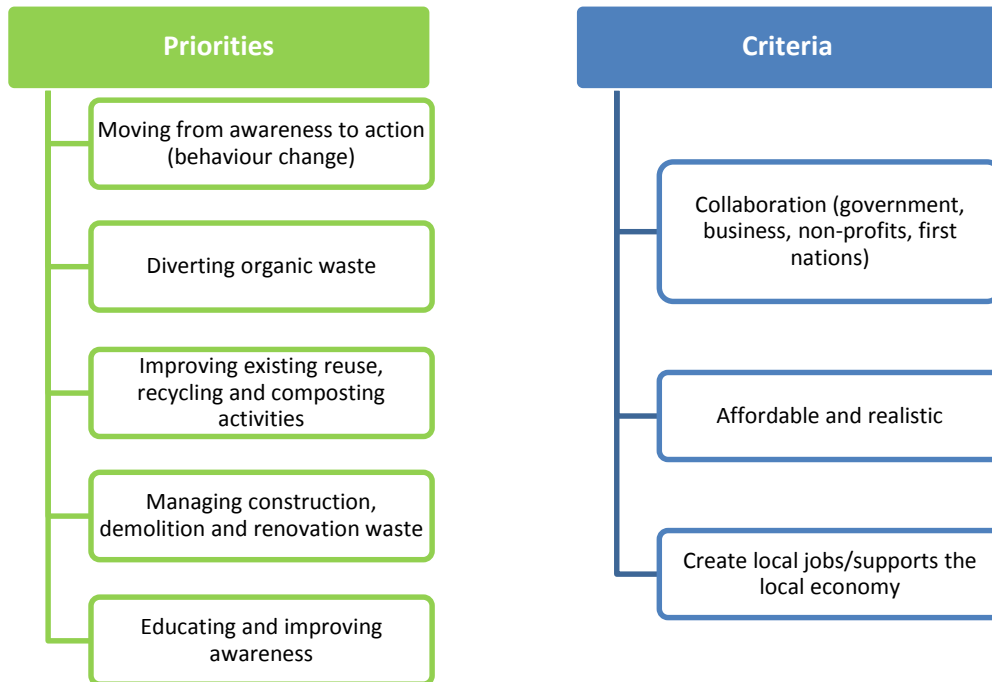 Priorities
Moving from awareness to action
(behaviour change)
Diverting organic waste
Improving existing reuse,
recycling and composting
activities
Managing construction,
demolition and renovation waste
Educating and improving
awareness
Criteria
Collaboration (government,
business, non-profits, first
nations)
Affordable and realistic
Create local jobs/supports the
local economy